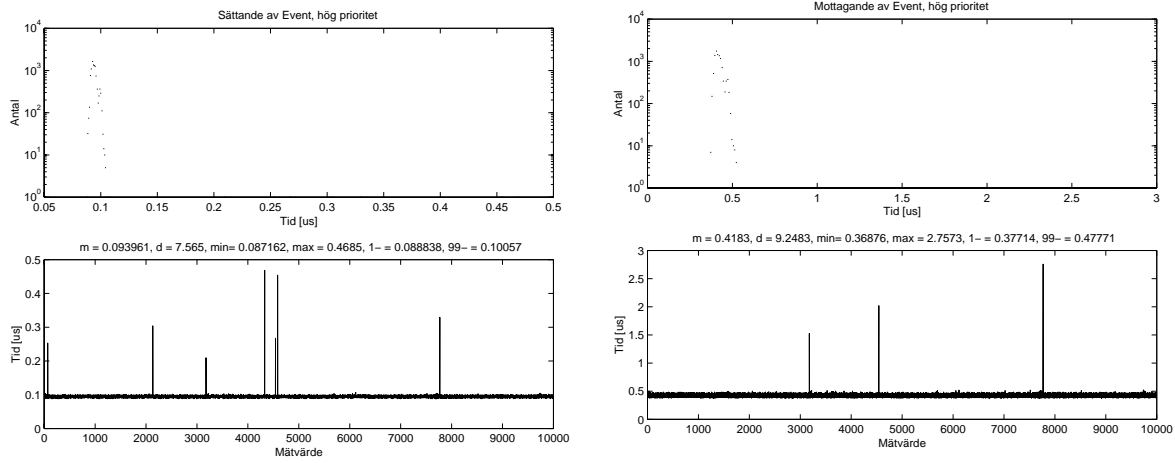 Sättande av Event, hög prioritet
Antal
10^4
10^3
10^2
10^1
10^0
0.05 0.1 0.15 0.2 0.25 0.3 0.35 0.4 0.45 0.5
Tid [us]
m = 0.093961, d = 7.565, min= 0.087162, max = 0.4685, 1− = 0.088838, 99− = 0.10057
Tid [us]
0.5
0.4
0.3
0.2
0.1
0
0 1000 2000 3000 4000 5000 6000 7000 8000 9000 10000
Mätvärde
Mottagande av Event, hög prioritet
Antal
10^4
10^3
10^2
10^1
10^0
0 0.5 1 1.5 2 2.5 3
Tid [us]
m = 0.4183, d = 9.2483, min= 0.36876, max = 2.7573, 1− = 0.37714, 99− = 0.47771
Tid [us]
3
2.5
2
1.5
1
0.5
0
0 1000 2000 3000 4000 5000 6000 7000 8000 9000 10000
Mätvärde